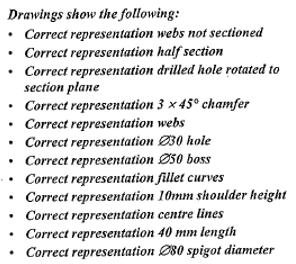 Drawings show the following:
• Correct representation webs not sectioned
• Correct representation half section
• Correct representation drilled hole rotated to
section plane
• Correct representation 3 × 45° chamfer
• Correct representation webs
• Correct representation ∅30 hole
• Correct representation ∅50 boss
• Correct representation fillet curves
• Correct representation 10mm shoulder height
• Correct representation centre lines
• Correct representation 40 mm length
• Correct representation ∅80 spigot diameter